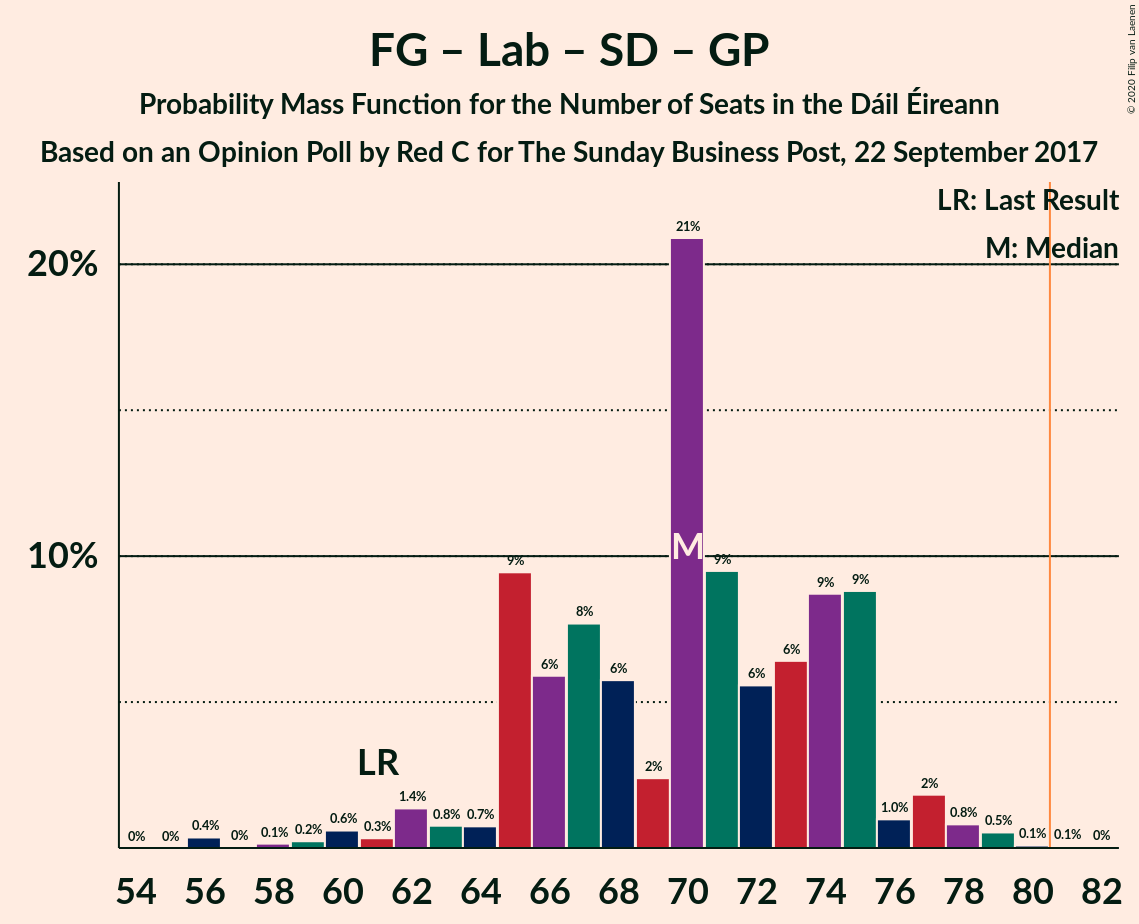 FG – Lab – SD – GP
Probability Mass Function for the Number of Seats in the Dáil Éireann
Based on an Opinion Poll by Red C for The Sunday Business Post, 22 September 2017
© 2020 Filip van Laenen
LR: Last Result
M: Median
20%
10%
0% 0% 0.4% 0% 0.1% 0.2% 0.6% 0.3% 1.4% 0.8% 0.7% 9% 6% 8% 6% 2% 21% 9% 6% 6% 9% 9% 1.0% 2% 0.8% 0.5% 0.1% 0.1% 0%
LR
M
54 56 58 60 62 64 66 68 70 72 74 76 78 80 82